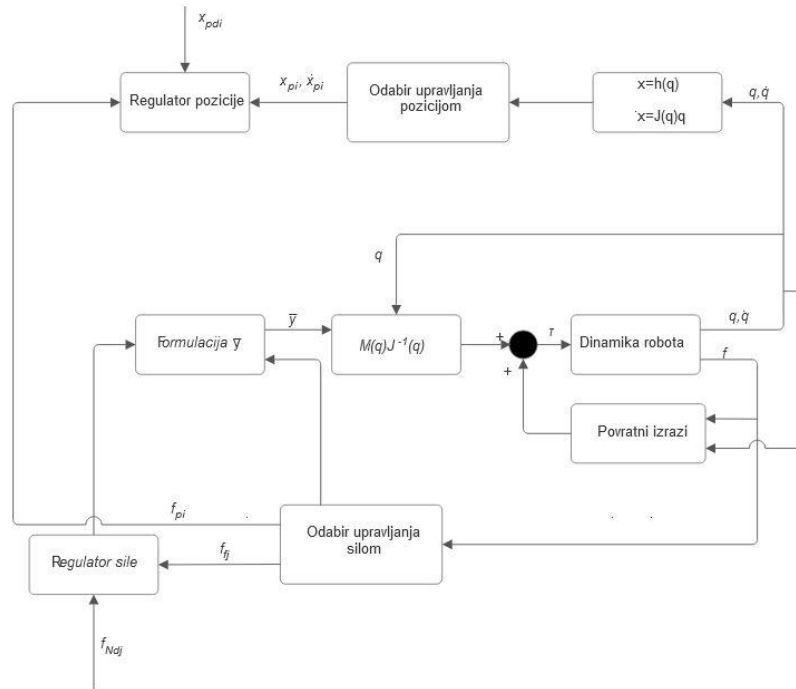 x_pdi
Regulator pozicije
x_pi, ẋ_pi
Odabir upravljanja
pozicijom
x=h(q)
ẋ=J(q)q
q,q̇
q
Formulacija y̅
y̅
M(q)J⁻¹(q)
+
+
τ
Dinamika robota
q,q̇
f
Povratni izrazi
f_pi
Odabir upravljanja
silom
Regulator sile
f_fj
f_Ndj